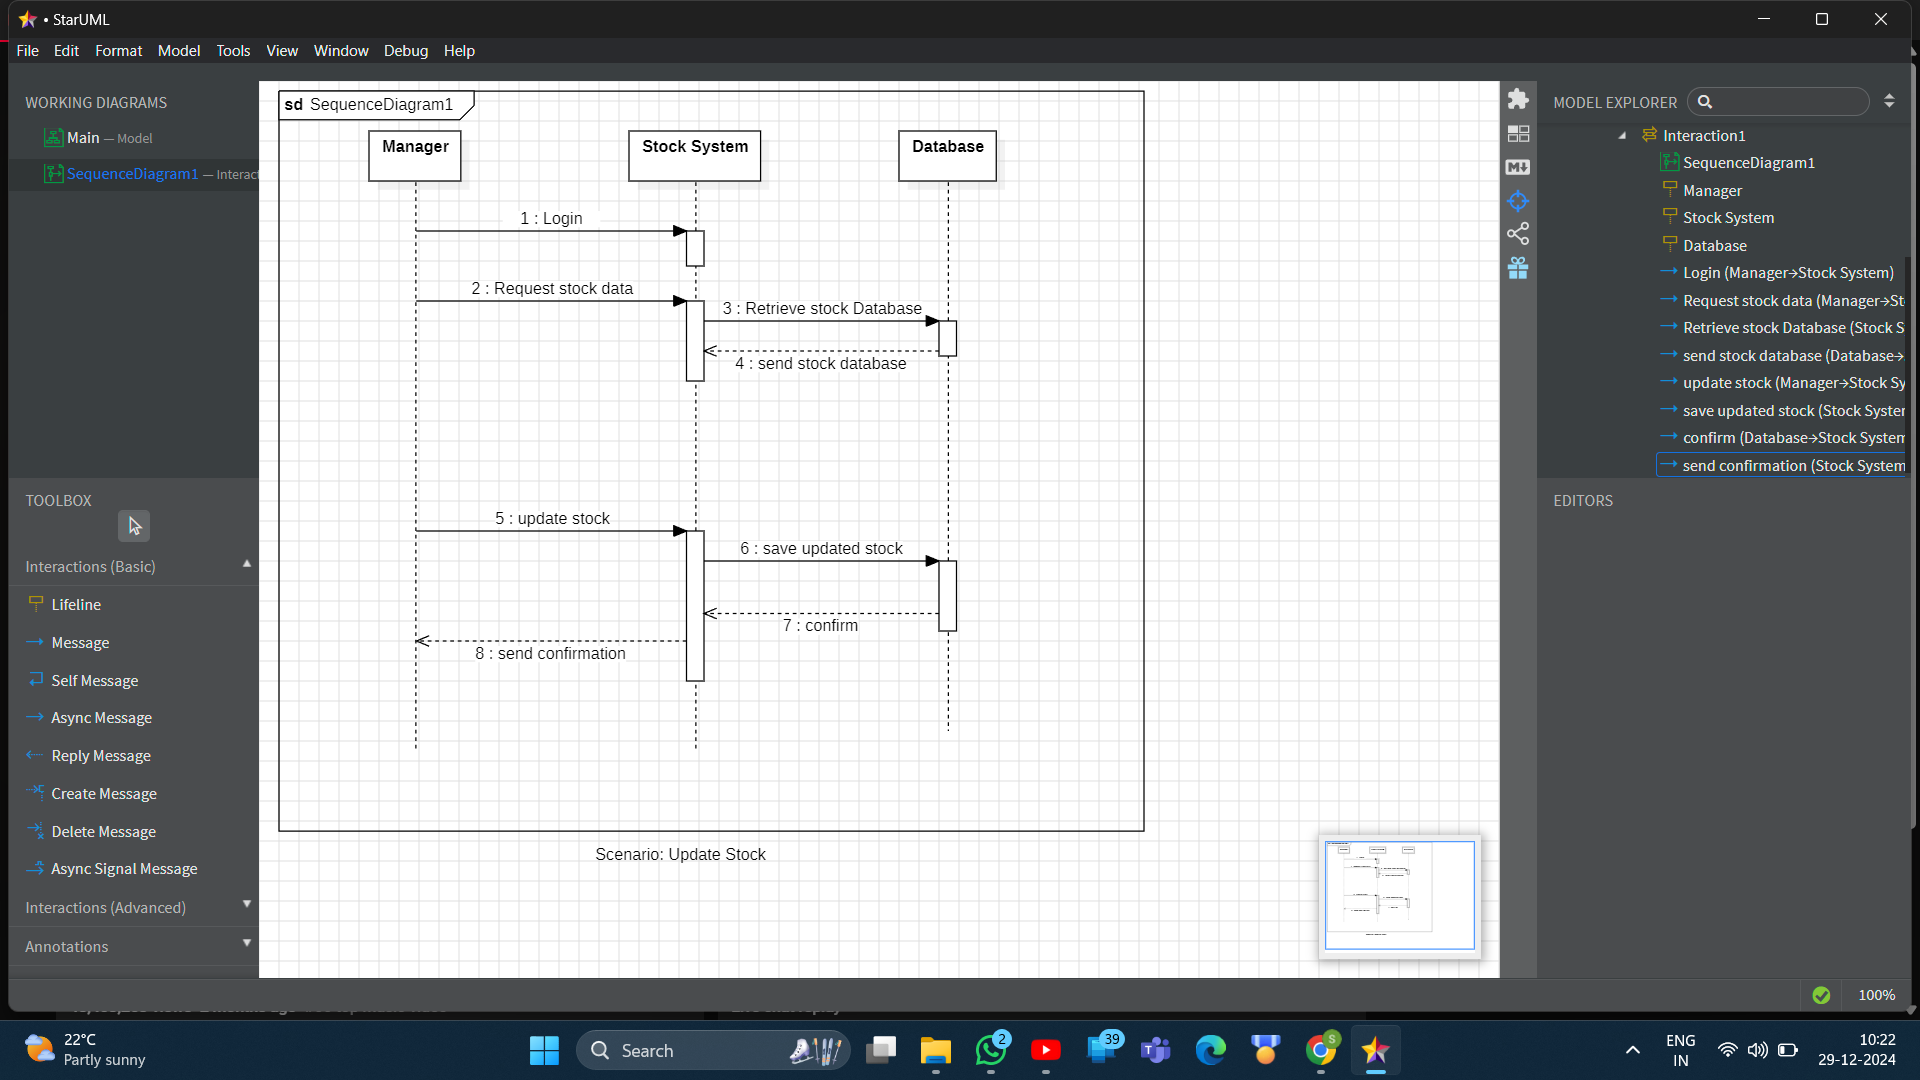 • StarUML
File Edit Format Model Tools View Window Debug Help
WORKING DIAGRAMS
Main — Model
SequenceDiagram1 — Interact
TOOLBOX
Interactions (Basic)
Lifeline
Message
Self Message
Async Message
Reply Message
Create Message
Delete Message
Async Signal Message
Interactions (Advanced)
Annotations
sd SequenceDiagram1
Manager
Stock System
Database
1 : Login
2 : Request stock data
3 : Retrieve stock Database
4 : send stock database
5 : update stock
6 : save updated stock
7 : confirm
8 : send confirmation
Scenario: Update Stock
M
MODEL EXPLORER
Interaction1
SequenceDiagram1
Manager
Stock System
Database
Login (Manager→Stock System)
Request stock data (Manager→St
Retrieve stock Database (Stock S
send stock database (Database→
update stock (Manager→Stock Sy
save updated stock (Stock System
confirm (Database→Stock System
send confirmation (Stock System
EDITORS
100%
22°C
Partly sunny
Search
2
39
S
ENG
IN
10:22
29-12-2024